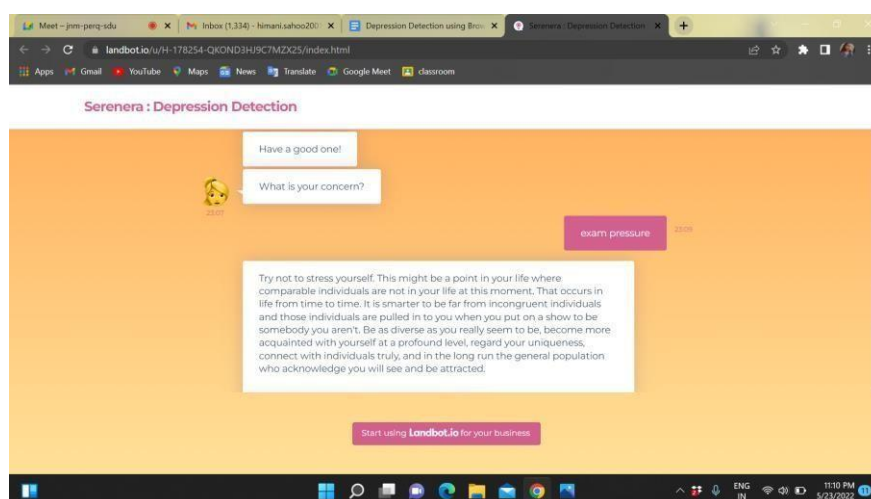 Meet – jnm-perq-sdu
Inbox (1,334) - himani.sahoo200
Depression Detection using Brow
Serenera : Depression Detection
landbot.io/u/H-178254-QKOND3HJ9C7MZX25/index.html
Apps Gmail YouTube Maps News Translate Google Meet classroom
Serenera : Depression Detection
Have a good one!
What is your concern?
23:07
exam pressure
23:09
Try not to stress yourself. This might be a point in your life where
comparable individuals are not in your life at this moment. That occurs in
life from time to time. It is smarter to be far from incongruent individuals
and those individuals are pulled in to you when you put on a show to be
somebody you aren't. Be as diverse as you really seem to be, become more
acquainted with yourself at a profound level, regard your uniqueness,
connect with individuals truly, and in the long run the general population
who acknowledge you will see and be attracted.
Start using Landbot.io for your business
ENG
IN
11:10 PM
5/23/2022
11